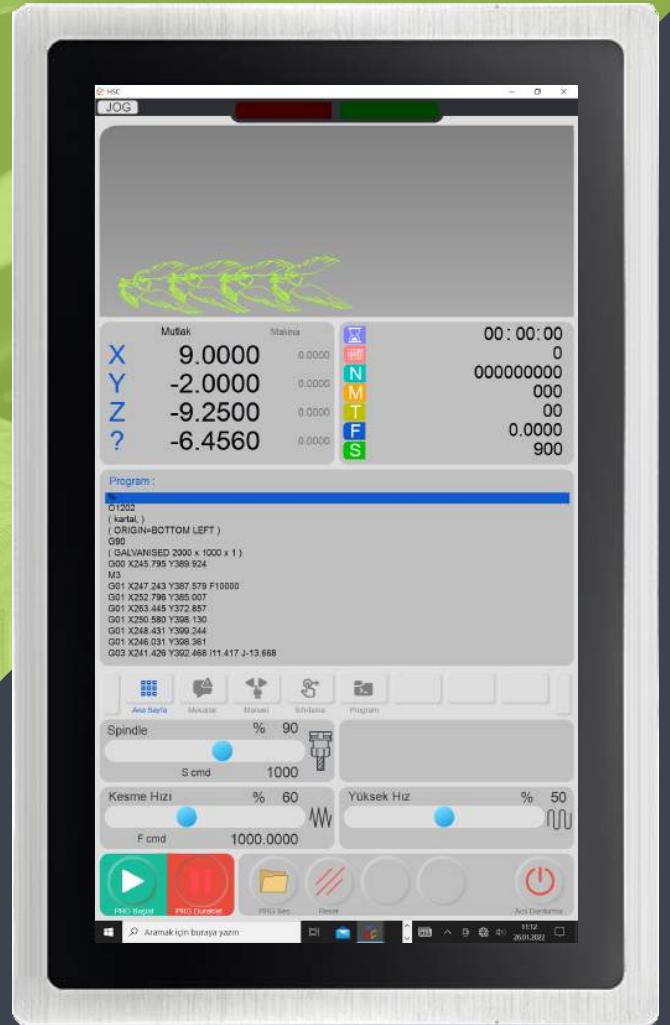 HSC
JOG
Mutlak Makina
X 9.0000 0.0000
Y -2.0000 0.0000
Z -9.2500 0.0000
? -6.4560 0.0000
00:00:00
0
N 000000000
M 000
T 00
F 0.0000
S 900
Program :
%
O1202
( kartal, )
( ORIGIN=BOTTOM LEFT )
G90
( GALVANISED 2000 x 1000 x 1 )
G00 X245.795 Y389.924
M3
G01 X247.243 Y387.579 F10000
G01 X252.796 Y385.007
G01 X263.445 Y372.857
G01 X250.580 Y398.130
G01 X248.431 Y399.244
G01 X246.031 Y398.361
G03 X241.426 Y392.468 I11.417 J-13.668
Ana Sayfa Mesajlar Manuel Sıfırlama Program
Spindle % 90
S cmd 1000
Kesme Hızı % 60
F cmd 1000.0000
Yüksek Hız % 50
PRG Başlat PRG Duraklat PRG Sec Reset Acil Durdurma
Aramak için buraya yazın
11:12
26.01.2022